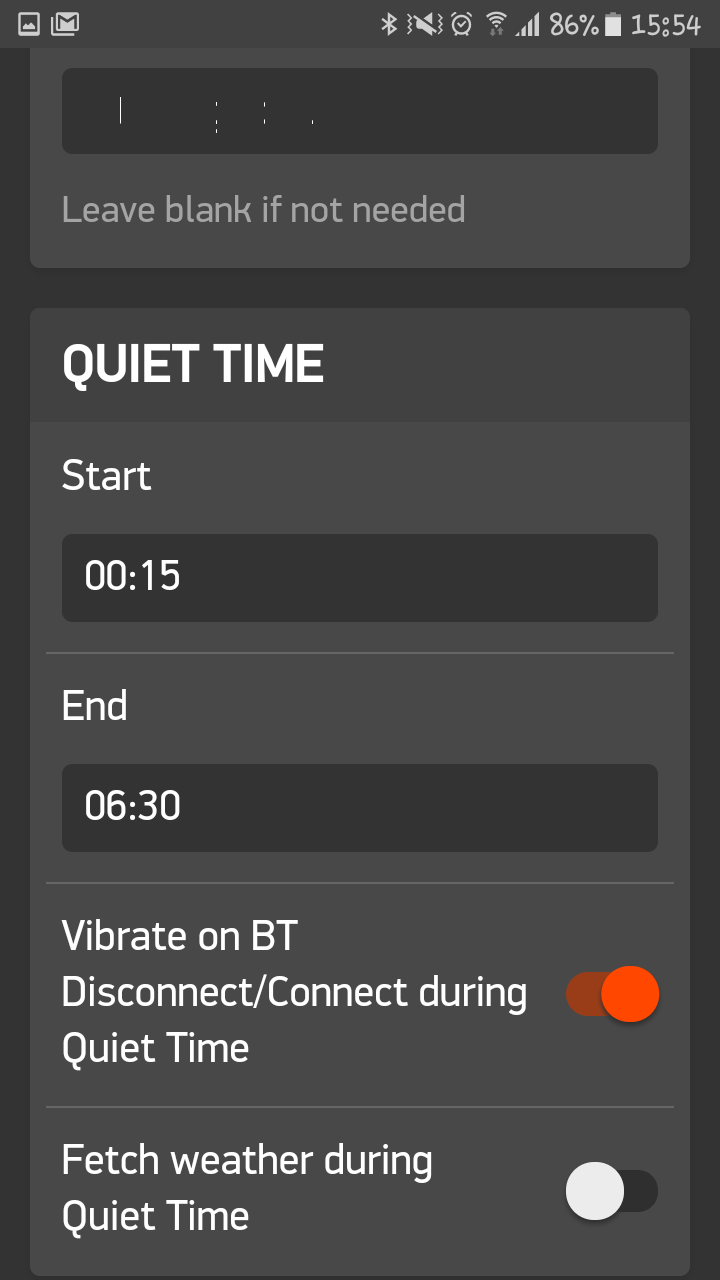 86% 15:54
Leave blank if not needed
QUIET TIME
Start
00:15
End
06:30
Vibrate on BT
Disconnect/Connect during
Quiet Time
Fetch weather during
Quiet Time